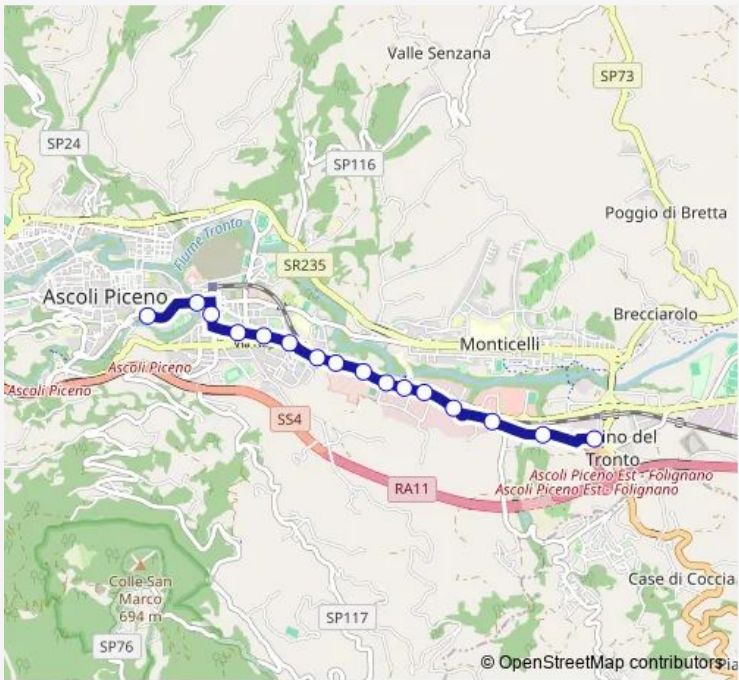 Valle Senzana
SP73
SP24
SP116
Poggio di Bretta
Fiume Tronto
SR235
Ascoli Piceno
Brecciarolo
Monticelli
Ascoli Piceno
Ascoli Piceno
SS4
ino del
Tronto
Ascoli Piceno Est - Folignano
Ascoli Piceno Est - Folignano
RA11
Colle San
Marco
694 m
Case di Coccia
SP117
SP76
© OpenStreetMap contributors